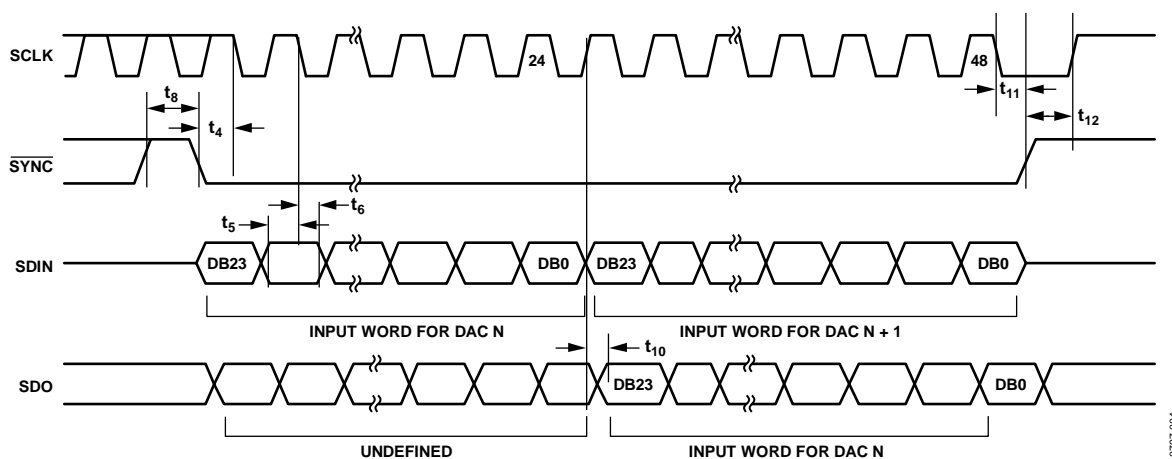 SCLK
24
48
t8
t4
t11
t12
SYNC
t5
t6
SDIN
DB23
DB0
DB23
DB0
INPUT WORD FOR DAC N
INPUT WORD FOR DAC N + 1
t10
SDO
DB23
DB0
UNDEFINED
INPUT WORD FOR DAC N